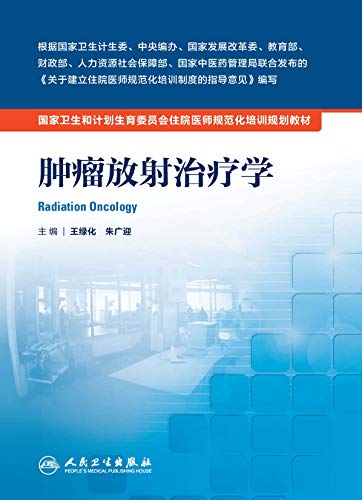 根据国家卫生计生委、中央编办、国家发展改革委、教育部、
财政部、人力资源社会保障部、国家中医药管理局联合发布的
《关于建立住院医师规范化培训制度的指导意见》编写
国家卫生和计划生育委员会住院医师规范化培训规划教材
肿瘤放射治疗学
Radiation Oncology
主编 王绿化 朱广迎
人民卫生出版社
PEOPLE'S MEDICAL PUBLISHING HOUSE